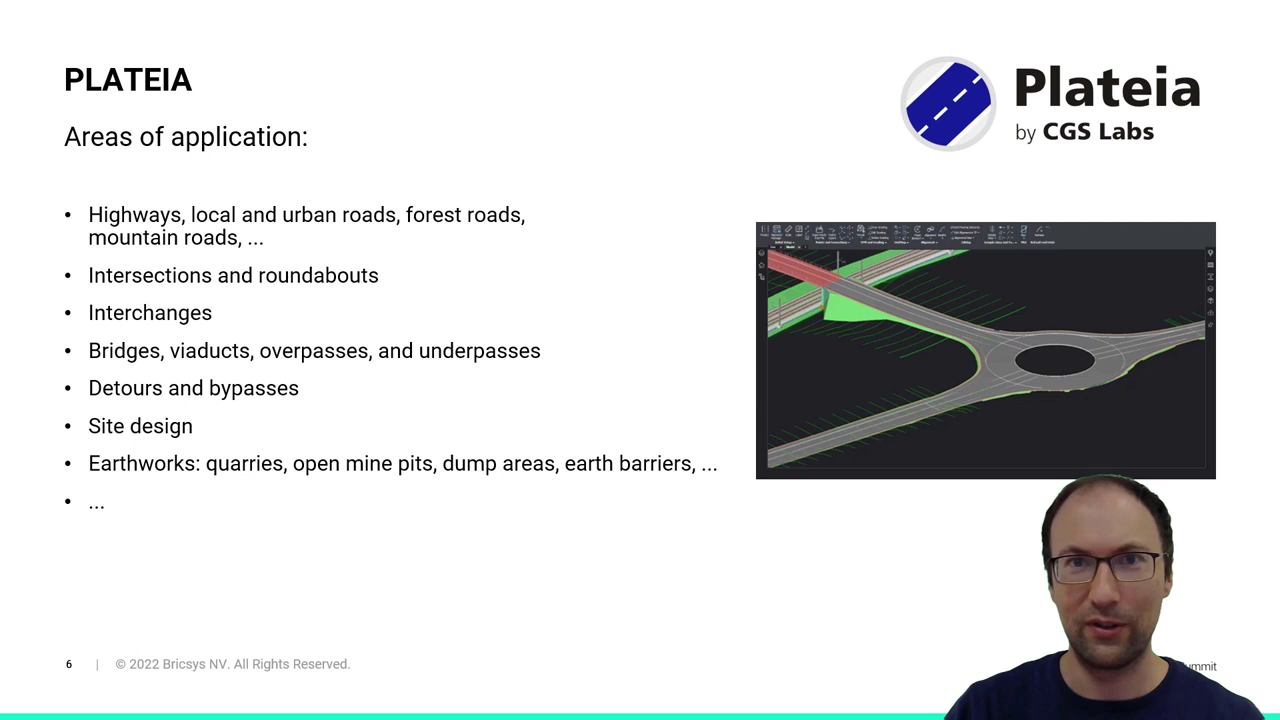 PLATEIA
Plateia
by CGS Labs
Areas of application:
• Highways, local and urban roads, forest roads,
mountain roads, ...
• Intersections and roundabouts
• Interchanges
• Bridges, viaducts, overpasses, and underpasses
• Detours and bypasses
• Site design
• Earthworks: quarries, open mine pits, dump areas, earth barriers, ...
• ...
6 | © 2022 Bricsys NV. All Rights Reserved.